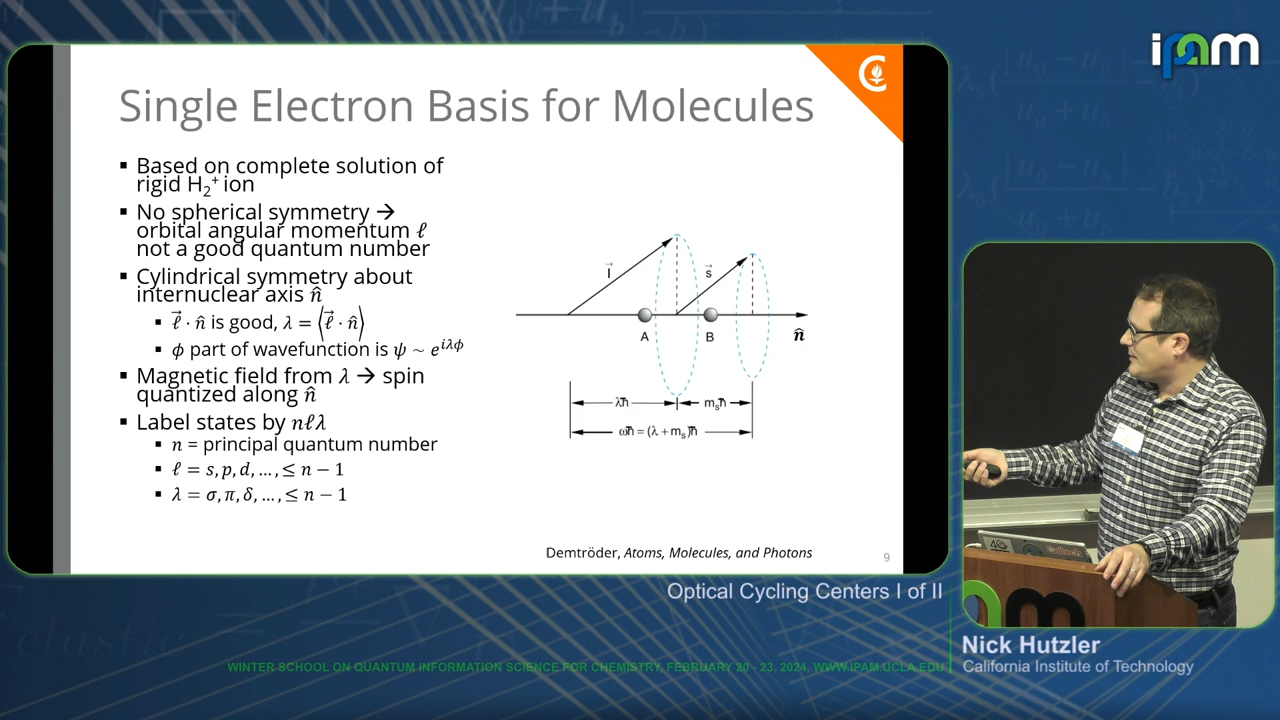 ipam
Single Electron Basis for Molecules
▪ Based on complete solution of
rigid H₂⁺ ion
▪ No spherical symmetry →
orbital angular momentum ℓ
not a good quantum number
▪ Cylindrical symmetry about
internuclear axis n̂
▪ ℓ⃗ · n̂ is good, λ = ⟨ℓ⃗ · n̂⟩
▪ ϕ part of wavefunction is ψ ~ e^{iλϕ}
▪ Magnetic field from λ → spin
quantized along n̂
▪ Label states by nℓλ
▪ n = principal quantum number
▪ ℓ = s, p, d, ..., ≤ n − 1
▪ λ = σ, π, δ, ..., ≤ n − 1
l⃗
s⃗
A
B
n̂
λħ
mₛħ
ωħ = (λ + mₛ)ħ
Demtröder, Atoms, Molecules, and Photons
9
Optical Cycling Centers I of II
Nick Hutzler
California Institute of Technology
WINTER SCHOOL ON QUANTUM INFORMATION SCIENCE FOR CHEMISTRY, FEBRUARY 20 - 23, 2024, WWW.IPAM.UCLA.EDU
elastic